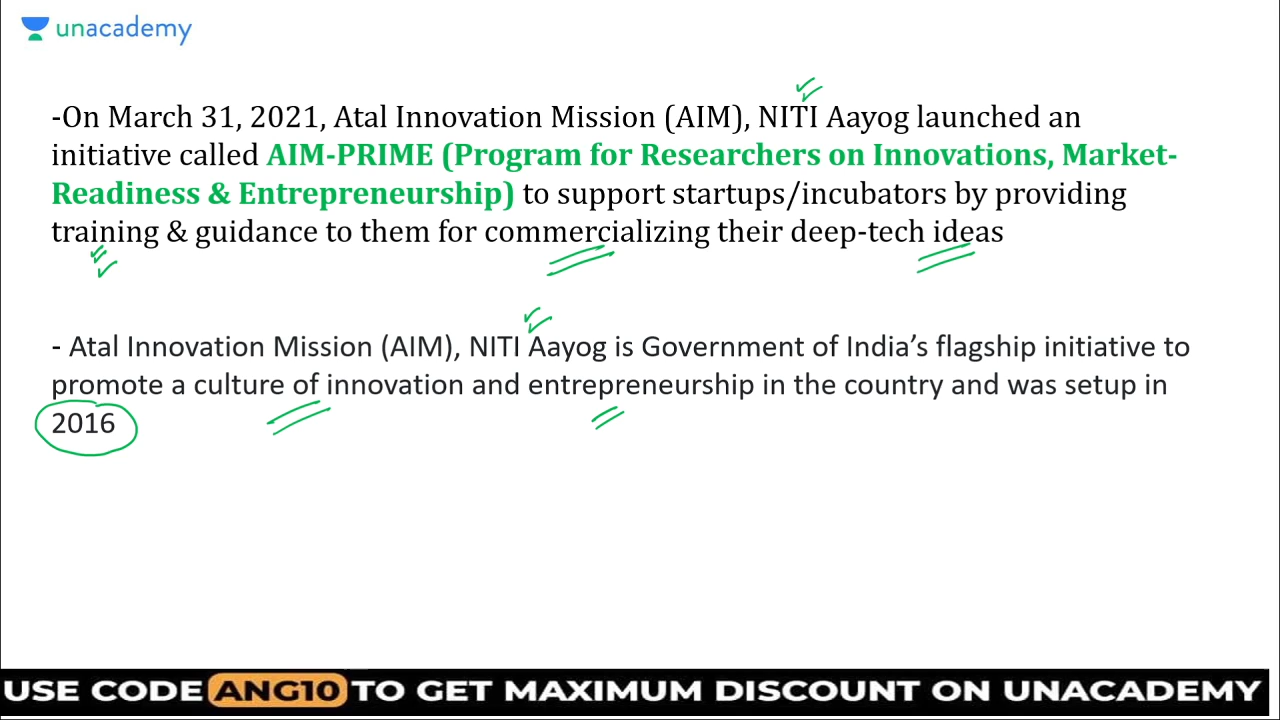 unacademy
-On March 31, 2021, Atal Innovation Mission (AIM), NITI Aayog launched an
initiative called AIM-PRIME (Program for Researchers on Innovations, Market-
Readiness & Entrepreneurship) to support startups/incubators by providing
training & guidance to them for commercializing their deep-tech ideas
- Atal Innovation Mission (AIM), NITI Aayog is Government of India’s flagship initiative to
promote a culture of innovation and entrepreneurship in the country and was setup in
2016
USE CODE ANG10 TO GET MAXIMUM DISCOUNT ON UNACADEMY